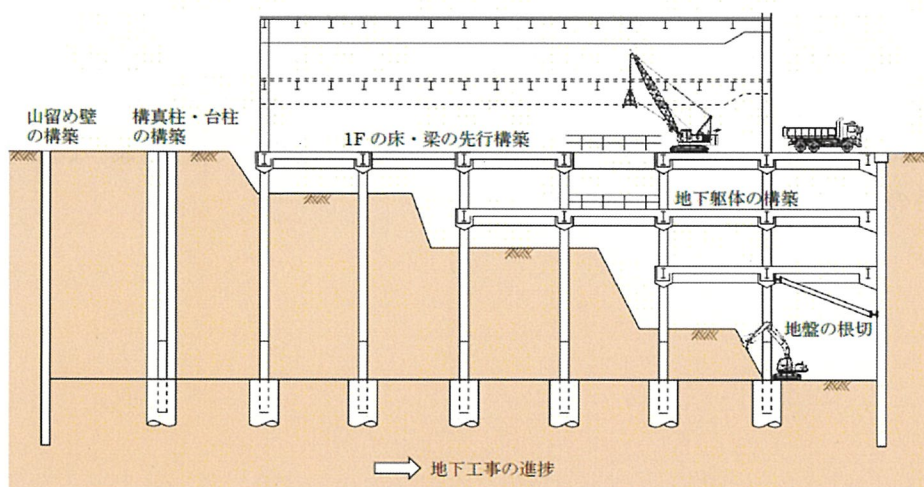 山留め壁
の構築
構真柱・台柱
の構築
1Fの床・梁の先行構築
地下躯体の構築
地盤の根切
地下工事の進捗